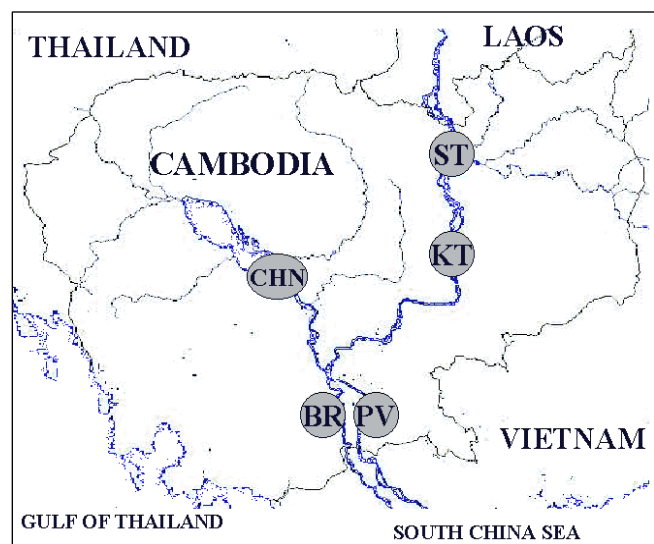 THAILAND
LAOS
CAMBODIA
ST
KT
CHN
BR
PV
VIETNAM
GULF OF THAILAND
SOUTH CHINA SEA